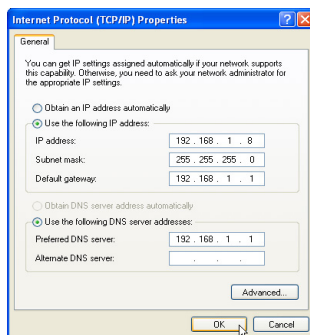 Internet Protocol (TCP/IP) Properties
General
You can get IP settings assigned automatically if your network supports
this capability. Otherwise, you need to ask your network administrator for
the appropriate IP settings.
Obtain an IP address automatically
Use the following IP address:
IP address: 192 . 168 . 1 . 8
Subnet mask: 255 . 255 . 255 . 0
Default gateway: 192 . 168 . 1 . 1
Obtain DNS server address automatically
Use the following DNS server addresses:
Preferred DNS server: 192 . 168 . 1 . 1
Alternate DNS server: . . .
Advanced...
OK Cancel